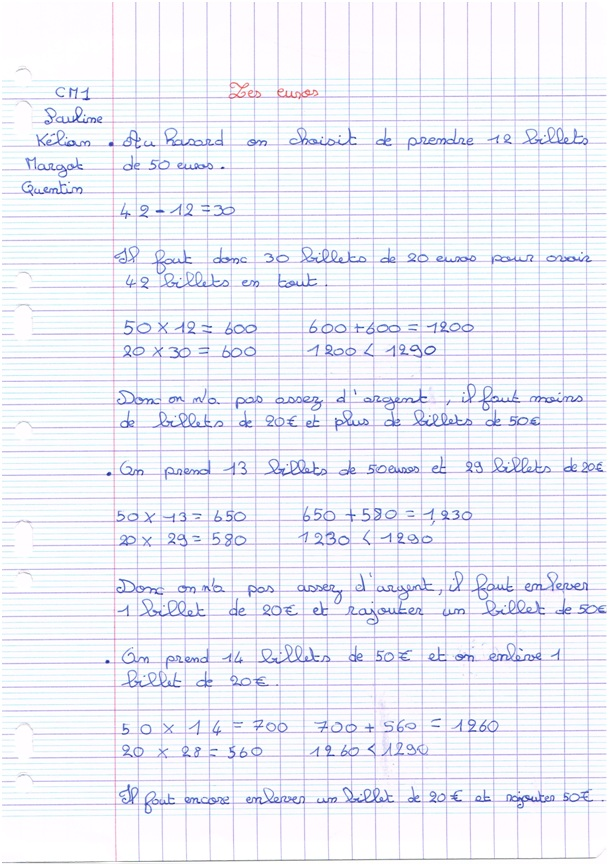 CM1
Les euros
Pauline
Kélian
Margot
Quentin
. Au hasard on choisit de prendre 12 billets
de 50 euros.
42-12=30
Il faut donc 30 billets de 20 euros pour avoir
42 billets en tout.
50 × 12 = 600 600 + 600 = 1200
20 × 30 = 600 1200 < 1290
Donc on n'a pas assez d'argent, il faut moins
de billets de 20€ et plus de billets de 50€
. On prend 13 billets de 50 euros et 29 billets de 20€
50 × 13 = 650 650 + 580 = 1230
20 × 29 = 580 1230 < 1290
Donc on n'a pas assez d'argent, il faut enlever
1 billet de 20€ et rajouter un billet de 50€
. On prend 14 billets de 50€ et on enlève 1
billet de 20€.
50 × 14 = 700 700 + 560 = 1260
20 × 28 = 560 1260 < 1290
Il faut encore enlever un billet de 20€ et rajouter 50€.